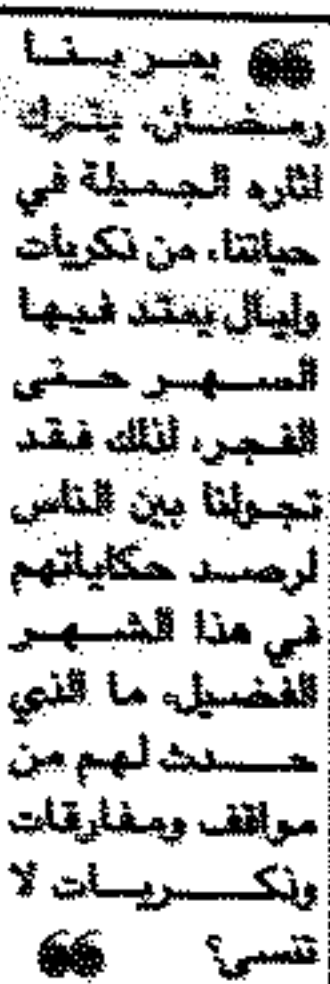 ❝ يمر بنا
رمضان، يترك
آثاره الجميلة في
حياتنا، من ذكريات
وليال يمتد فيها
السهر حتى
الفجر، لذلك فقد
تجولنا بين الناس
لرصد حكاياتهم
في هذا الشهر
الفضيل، ما الذي
حدث لهم من
مواقف ومفارقات
وذكريات لا
تنسى؟ ❝